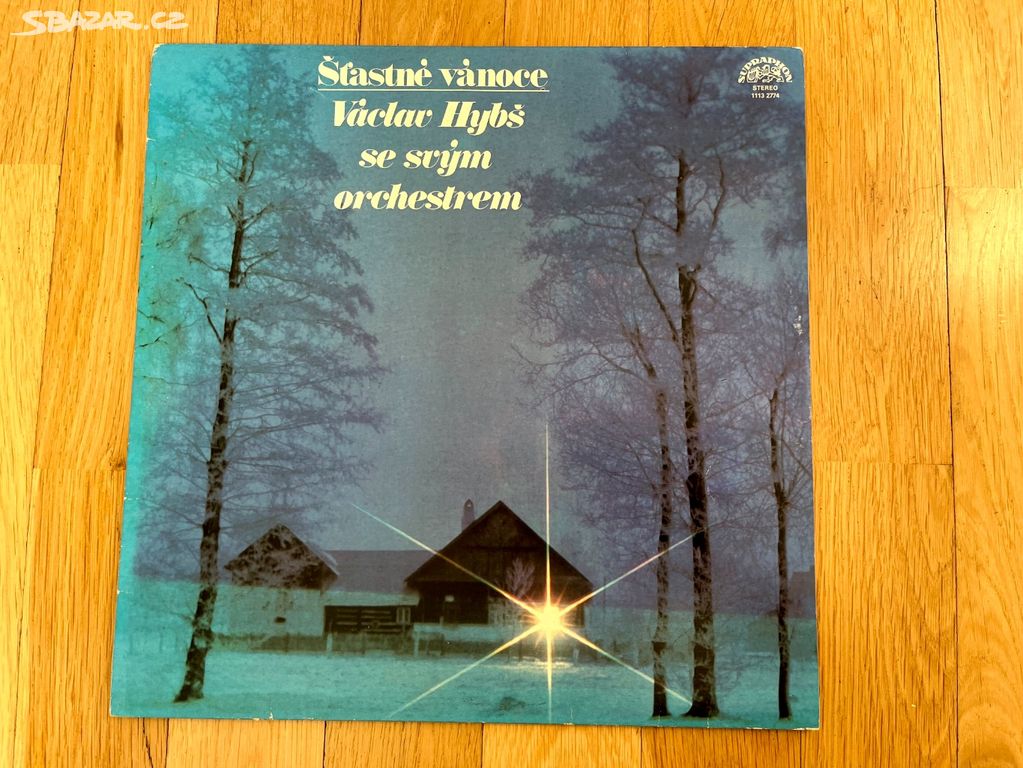 SBAZAR.CZ
Šťastné vánoce
Václav Hybš
se svým
orchestrem
SUPRAPHON
STEREO
1113 2774